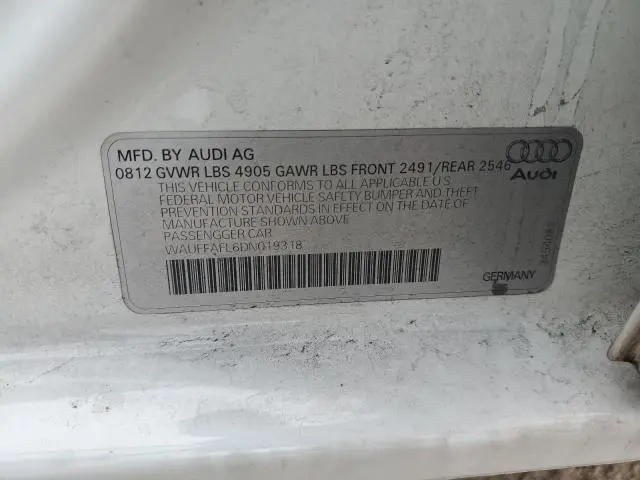 MFD. BY AUDI AG
0812 GVWR LBS 4905 GAWR LBS FRONT 2491/REAR 2546
THIS VEHICLE CONFORMS TO ALL APPLICABLE U S
FEDERAL MOTOR VEHICLE SAFETY BUMPER AND THEFT
PREVENTION STANDARDS IN EFFECT ON THE DATE OF
MANUFACTURE SHOWN ABOVE
PASSENGER CAR
WAUFFAFL6DN019318
Audi
GERMANY